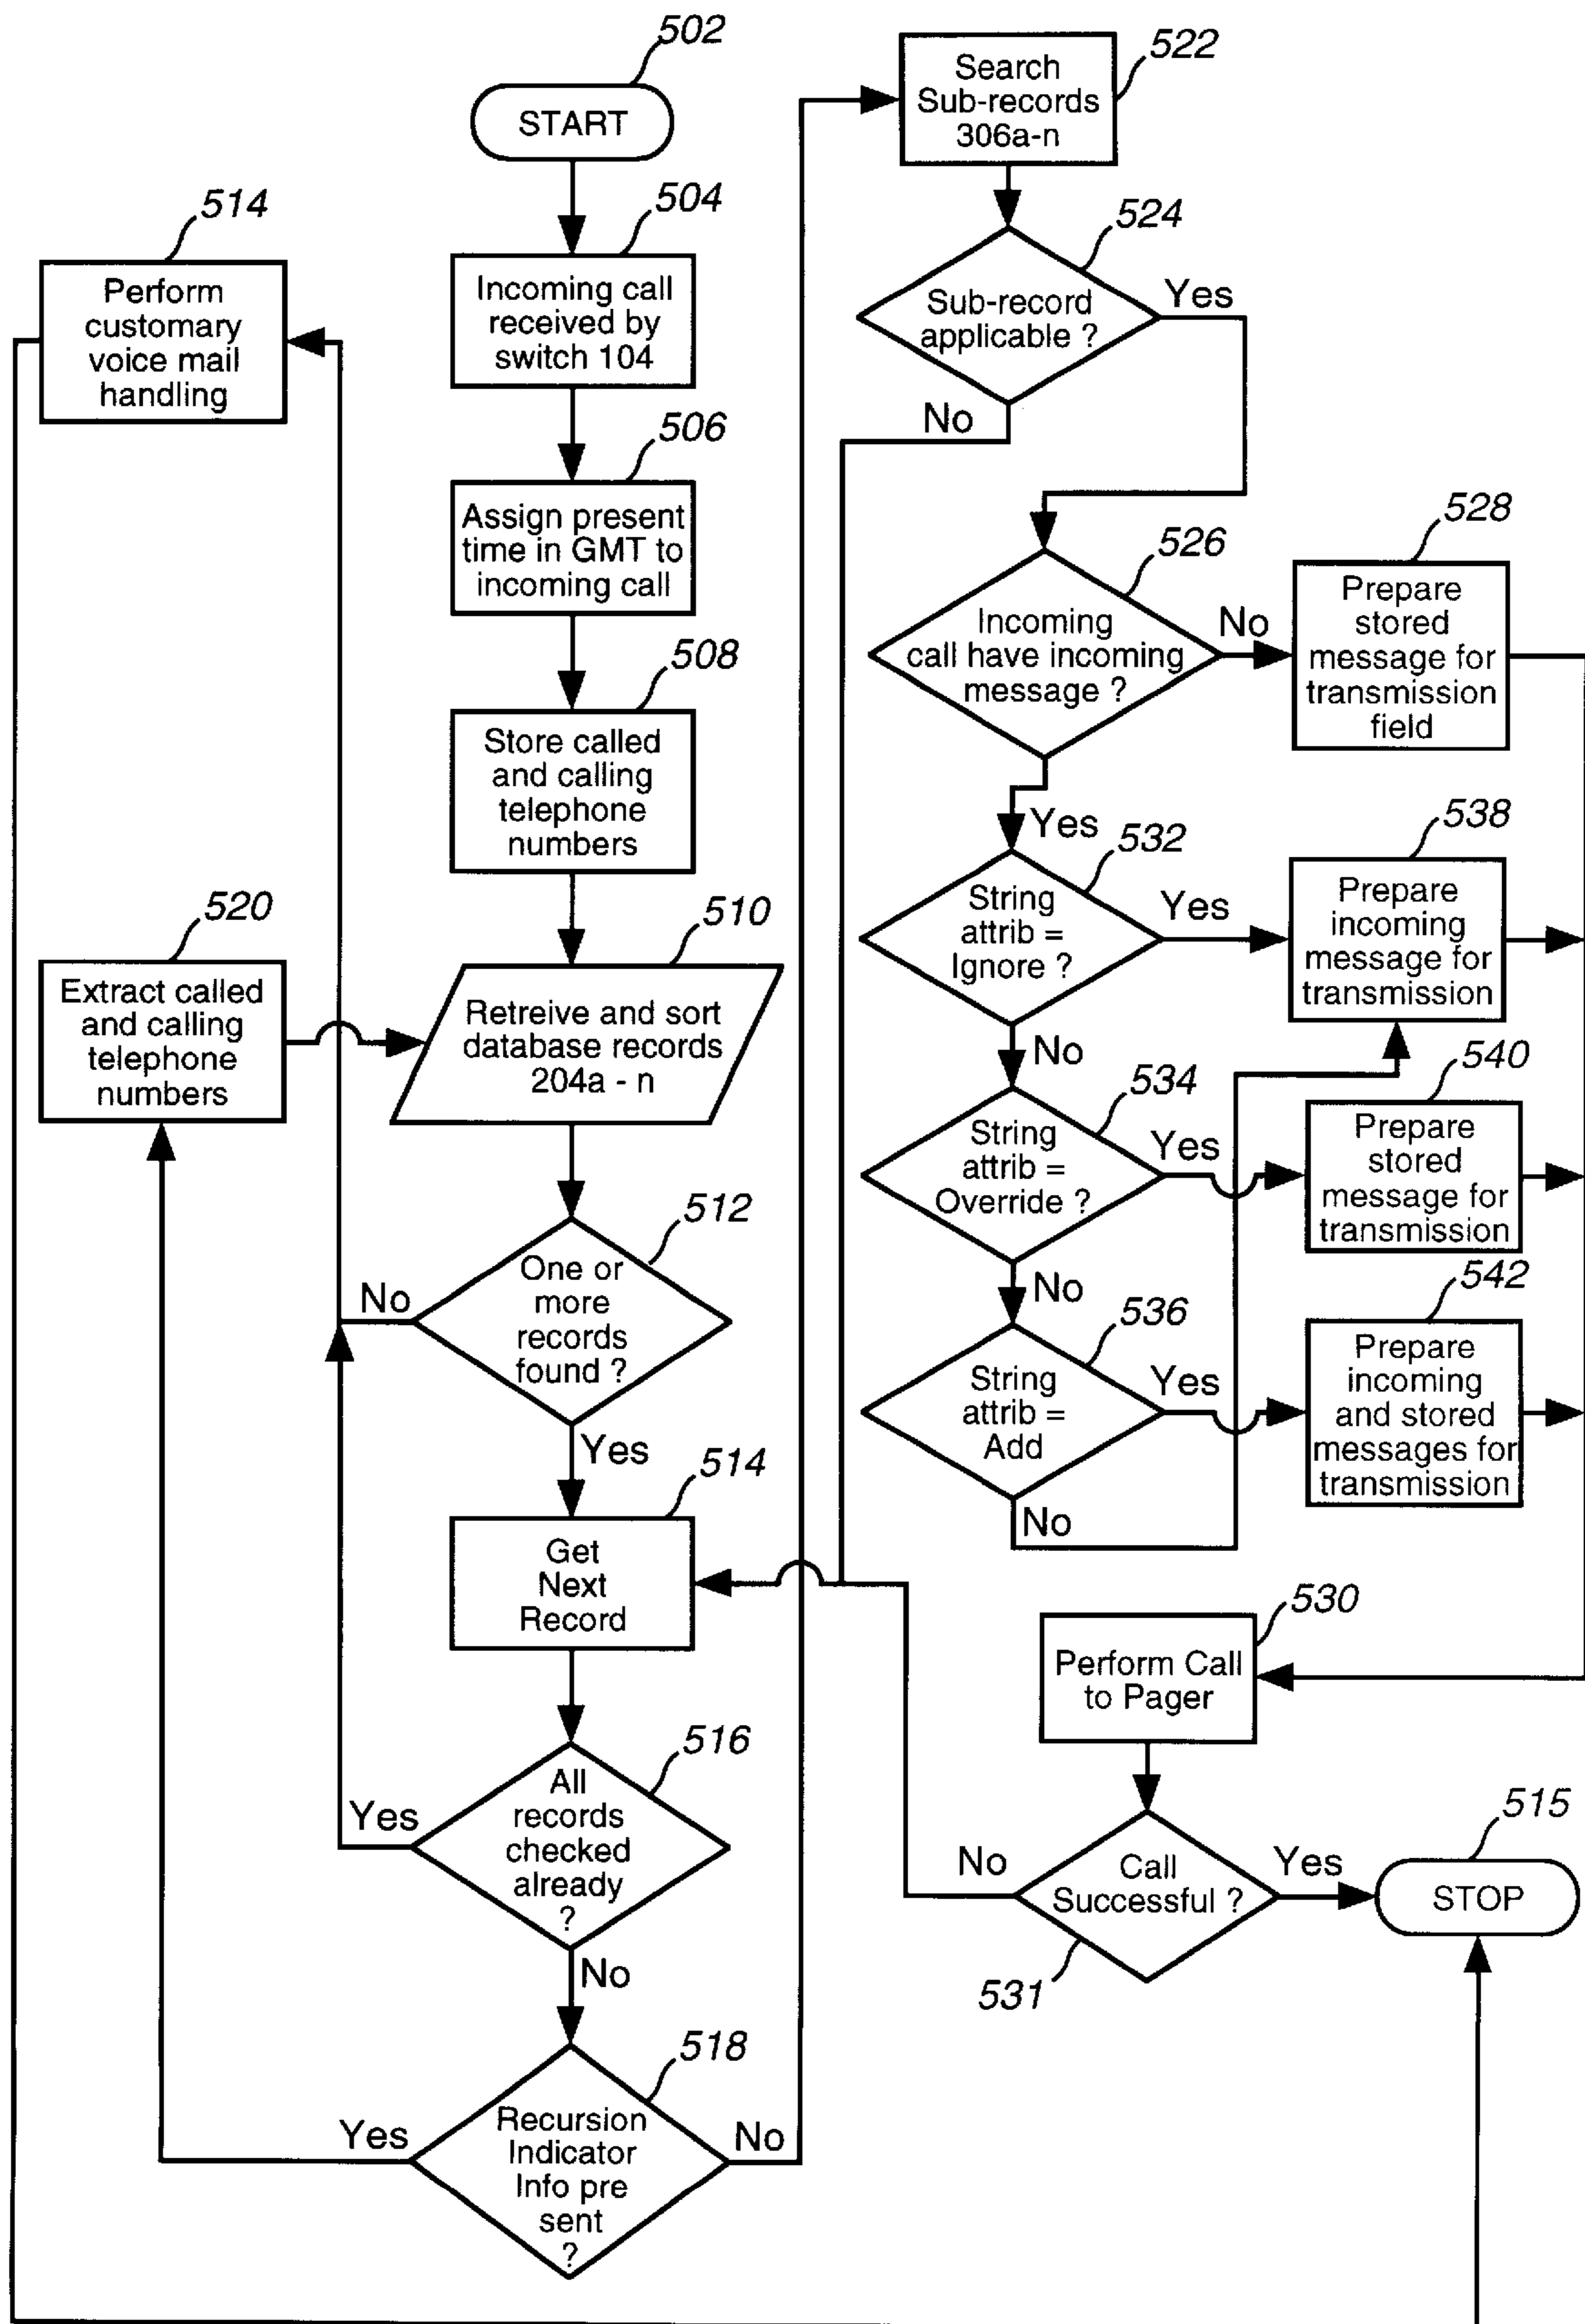 502
START
504
Incoming call
received by
switch 104
506
Assign present
time in GMT to
incoming call
508
Store called
and calling
telephone
numbers
510
Retreive and sort
database records
204a - n
512
One or
more
records
found ?
No
Yes
514
Get
Next
Record
516
All
records
checked
already
?
Yes
No
518
Recursion
Indicator
Info pre
sent
?
Yes
No
514
Perform
customary
voice mail
handling
520
Extract called
and calling
telephone
numbers
522
Search
Sub-records
306a-n
524
Sub-record
applicable ?
Yes
No
526
Incoming
call have incoming
message ?
No
Yes
528
Prepare
stored
message for
transmission
field
532
String
attrib =
Ignore ?
Yes
No
538
Prepare
incoming
message for
transmission
534
String
attrib =
Override ?
Yes
No
540
Prepare
stored
message for
transmission
536
String
attrib =
Add
Yes
No
542
Prepare
incoming
and stored
messages for
transmission
530
Perform Call
to Pager
531
Call
Successful ?
No
Yes
515
STOP